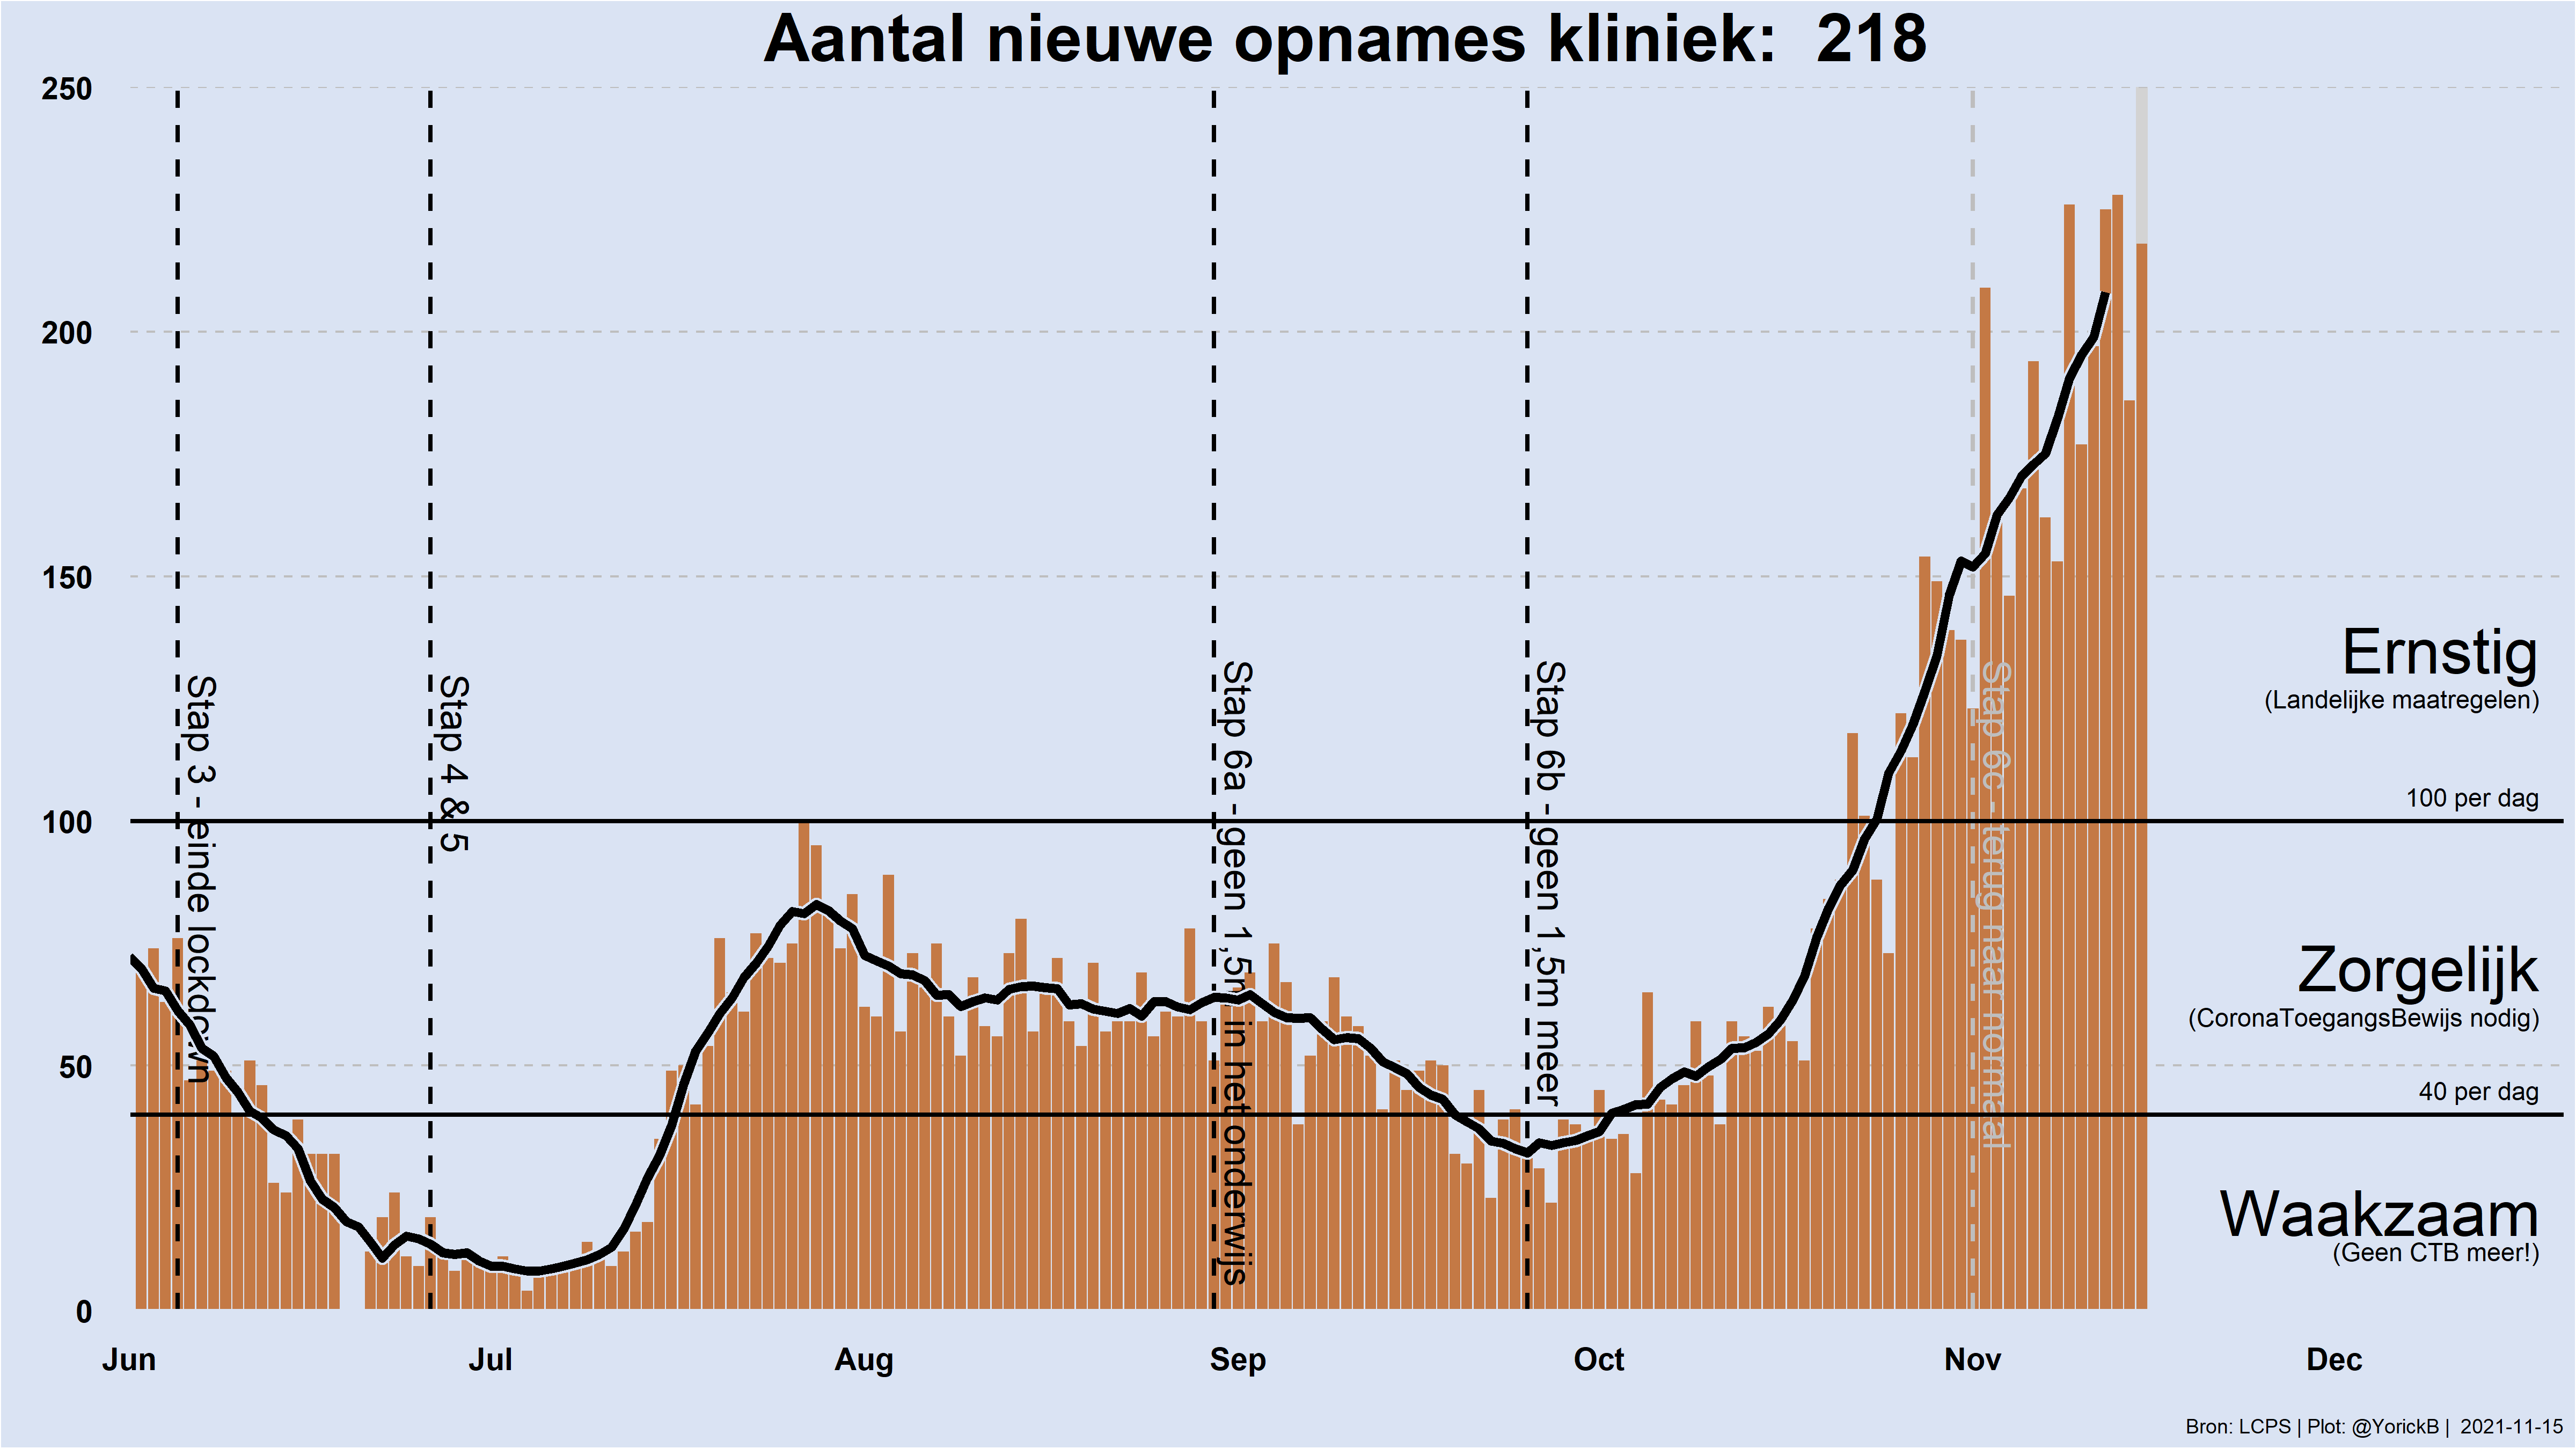 Aantal nieuwe opnames kliniek: 218
250
200
150
100
50
0
Stap 3 - einde lockdown
Stap 4 & 5
Stap 6a - geen 1,5m in het onderwijs
Stap 6b - geen 1,5m meer
Stap 6c - terug naar normaal
Ernstig
(Landelijke maatregelen)
100 per dag
Zorgelijk
(CoronaToegangsBewijs nodig)
40 per dag
Waakzaam
(Geen CTB meer!)
Jun Jul Aug Sep Oct Nov Dec
Bron: LCPS | Plot: @YorickB | 2021-11-15